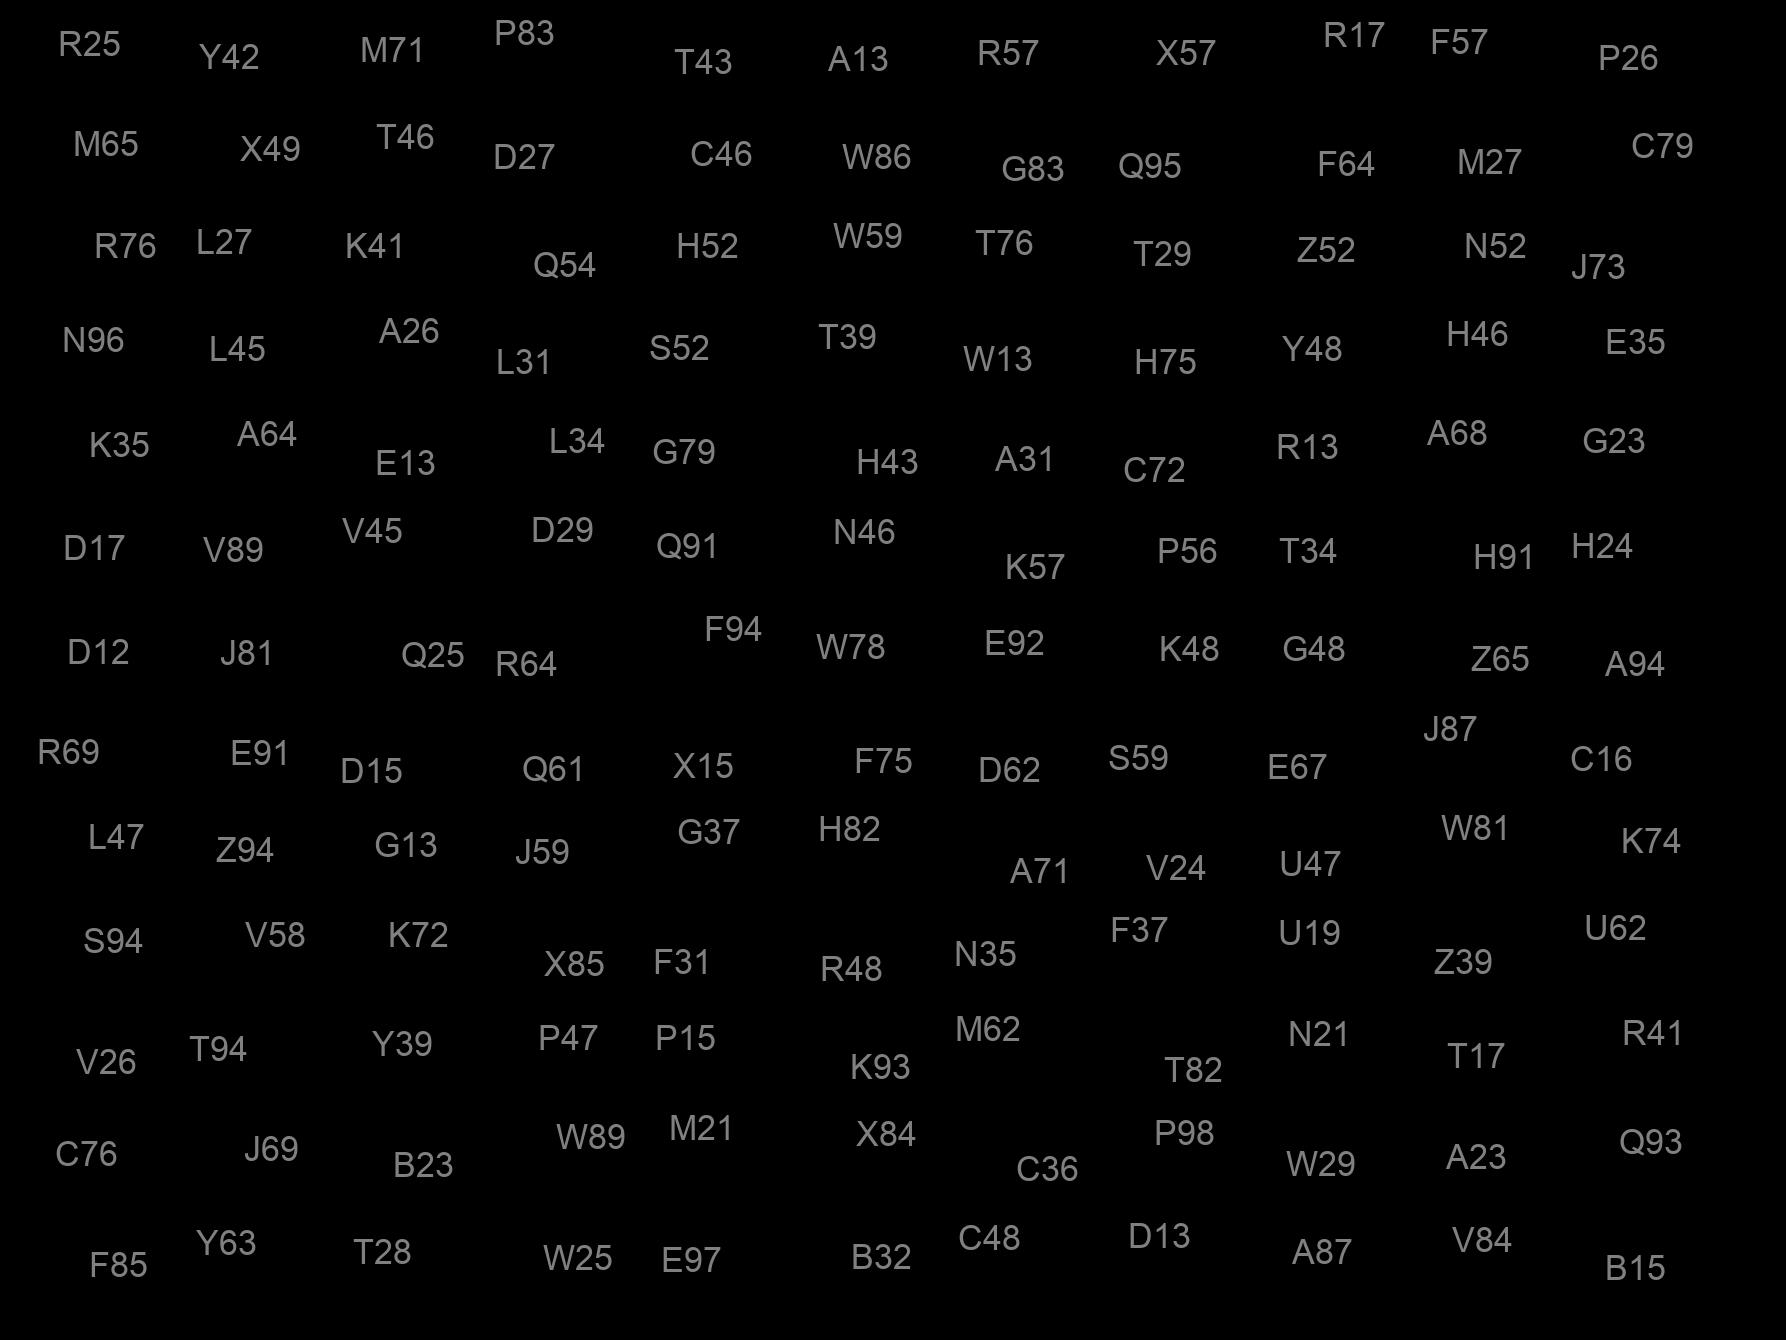 R25 Y42 M71 P83 T43 A13 R57 X57 R17 F57 P26
M65 X49 T46 D27 C46 W86 G83 Q95 F64 M27 C79
R76 L27 K41 Q54 H52 W59 T76 T29 Z52 N52 J73
N96 L45 A26 L31 S52 T39 W13 H75 Y48 H46 E35
K35 A64 E13 L34 G79 H43 A31 C72 R13 A68 G23
D17 V89 V45 D29 Q91 N46 K57 P56 T34 H91 H24
D12 J81 Q25 R64 F94 W78 E92 K48 G48 Z65 A94
R69 E91 D15 Q61 X15 F75 D62 S59 E67 J87 C16
L47 Z94 G13 J59 G37 H82 A71 V24 U47 W81 K74
S94 V58 K72 X85 F31 R48 N35 F37 U19 Z39 U62
V26 T94 Y39 P47 P15 K93 M62 T82 N21 T17 R41
C76 J69 B23 W89 M21 X84 C36 P98 W29 A23 Q93
F85 Y63 T28 W25 E97 B32 C48 D13 A87 V84 B15